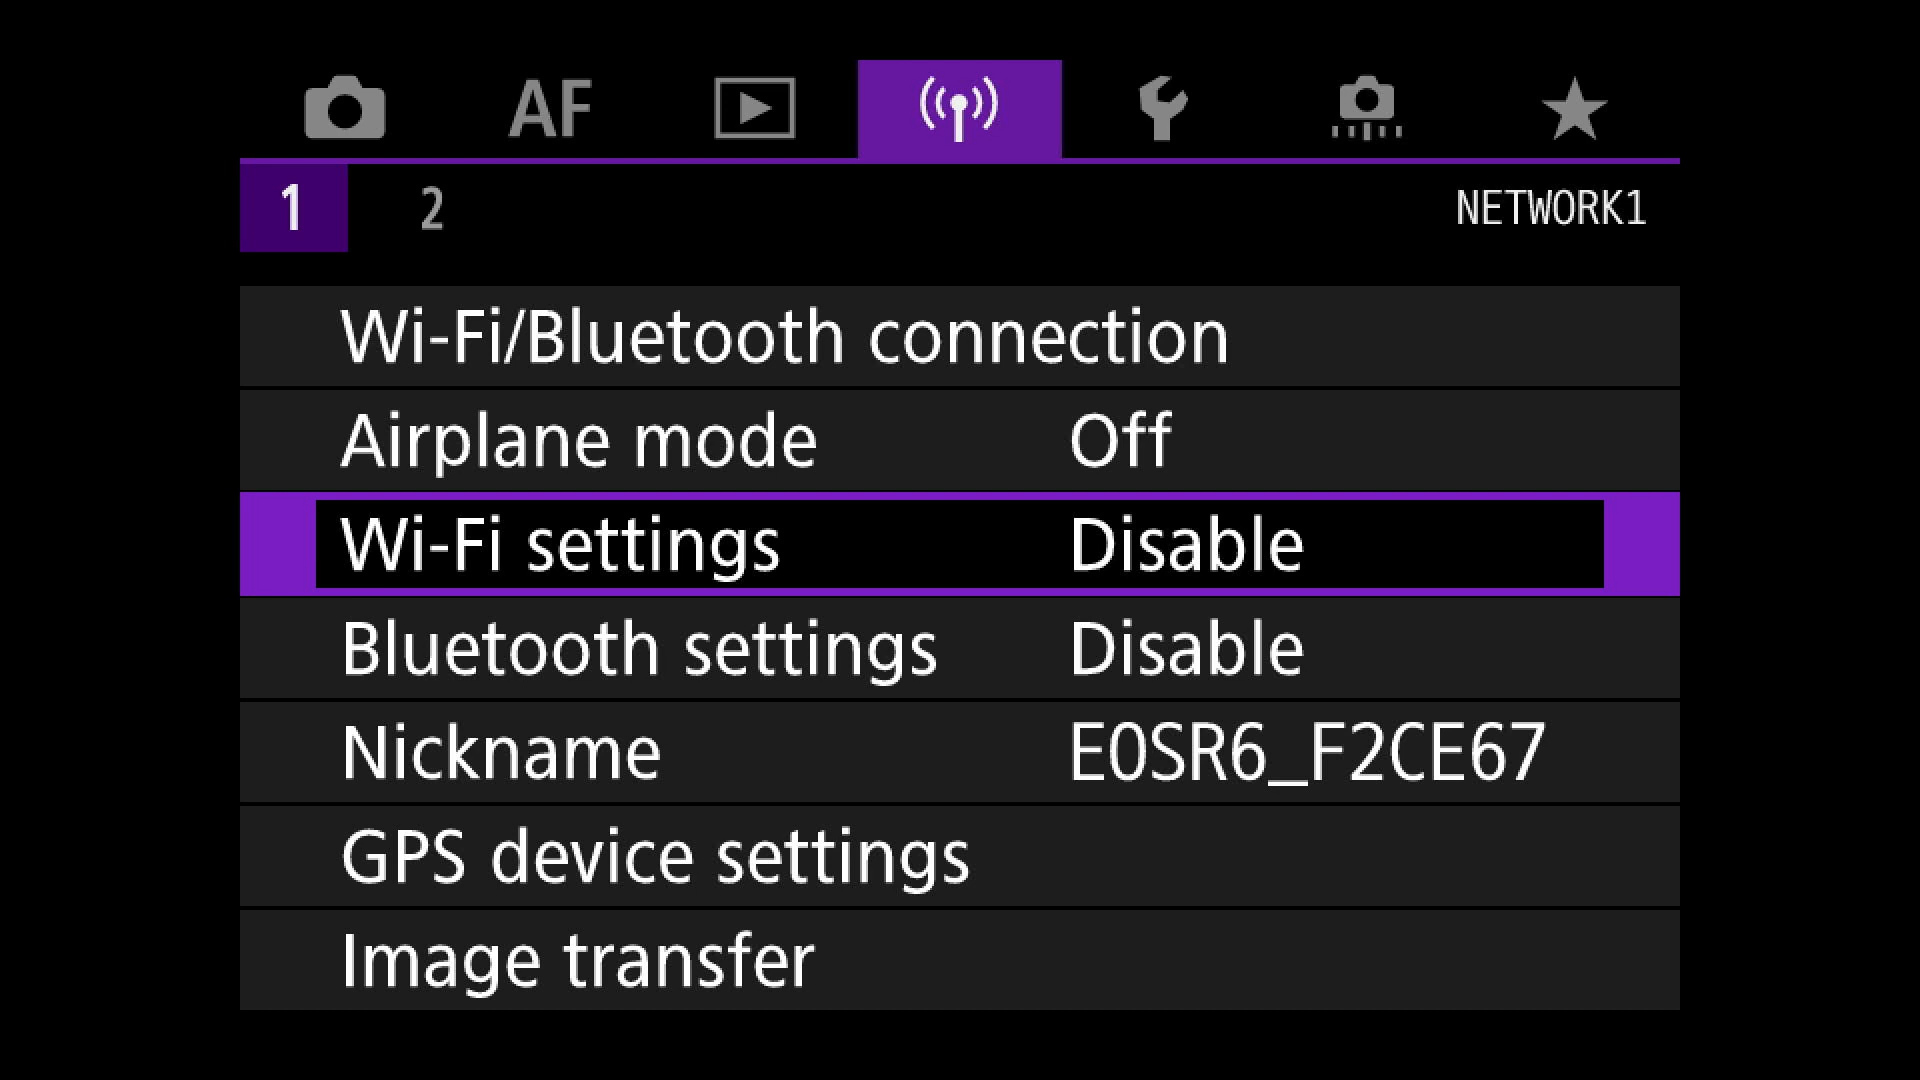 AF
1 2 NETWORK1
Wi-Fi/Bluetooth connection
Airplane mode Off
Wi-Fi settings Disable
Bluetooth settings Disable
Nickname E0SR6_F2CE67
GPS device settings
Image transfer